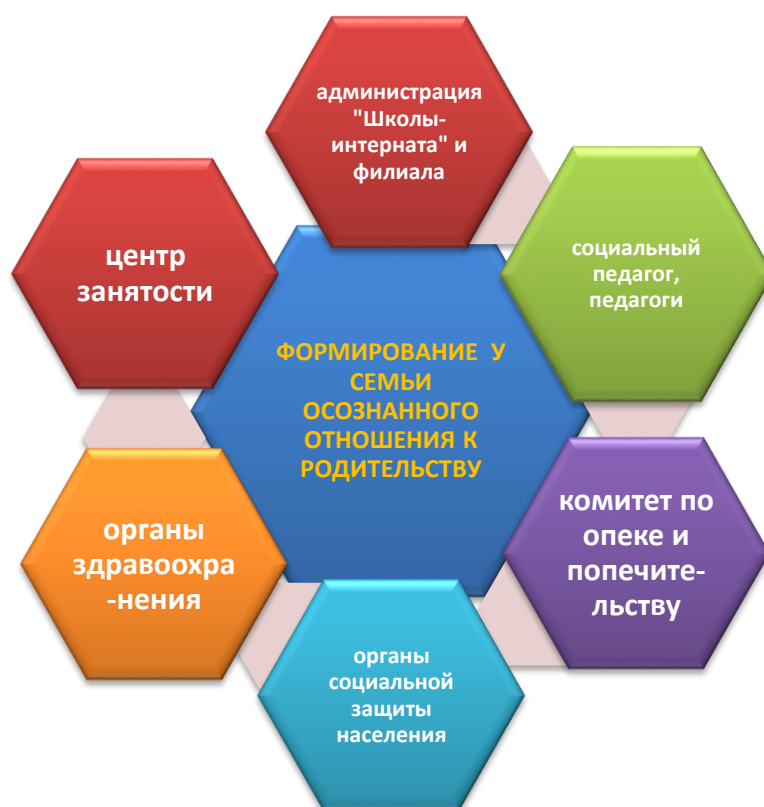 администрация
"Школы-
интерната" и
филиала
социальный
педагог,
педагоги
центр
занятости
ФОРМИРОВАНИЕ У
СЕМЬИ
ОСОЗНАННОГО
ОТНОШЕНИЯ К
РОДИТЕЛЬСТВУ
комитет по
опеке и
попечите-
льству
органы
здравоохра
-нения
органы
социальной
защиты
населения